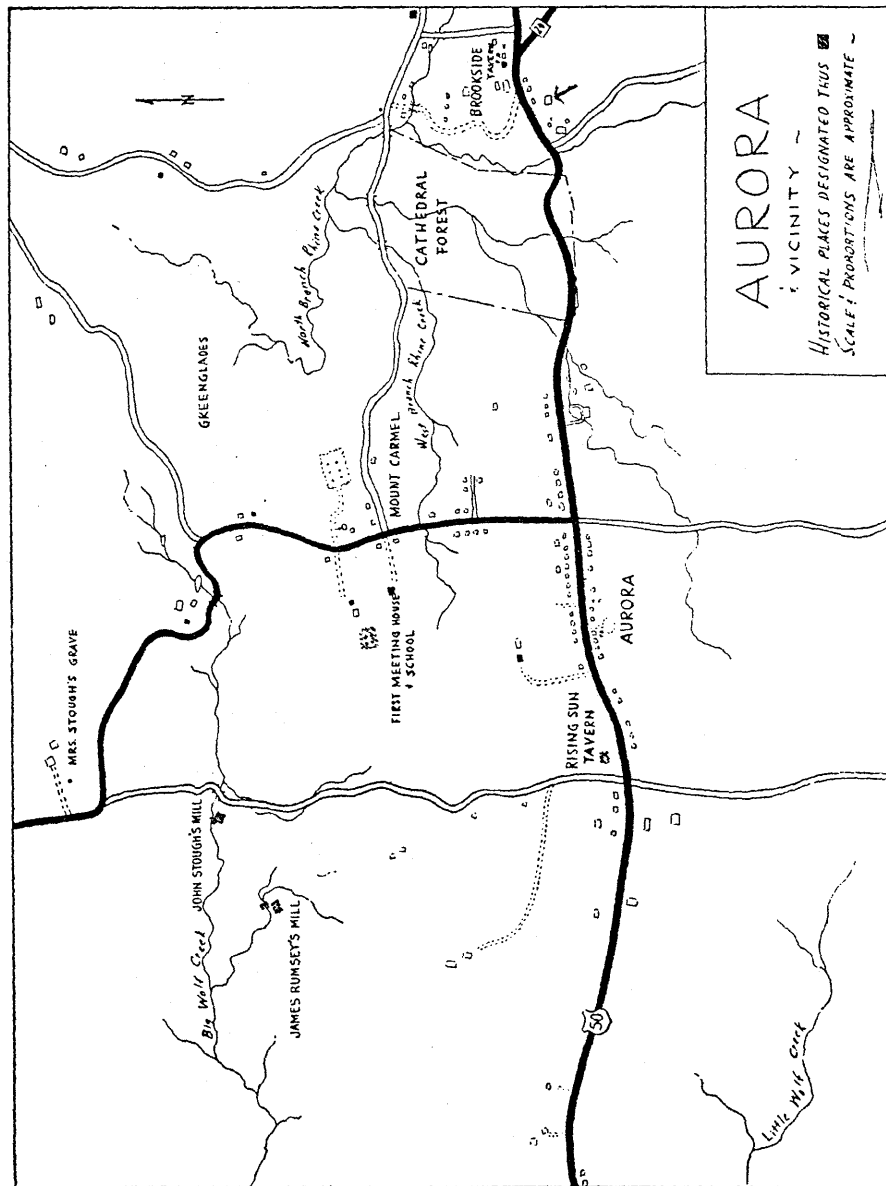 AURORA
& VICINITY ~
HISTORICAL PLACES DESIGNATED THUS
SCALE & PROPORTIONS ARE APPROXIMATE ~
N
MRS. STOUGH'S GRAVE
JOHN STOUGH'S MILL
Big Wolf Creek
JAMES RUMSEY'S MILL
GREENGLADES
FIRST MEETING HOUSE
& SCHOOL
MOUNT CARMEL
North Branch Rhine Creek
West Branch Rhine Creek
CATHEDRAL
FOREST
BROOKSIDE
TAVERN
24
RISING SUN
TAVERN
AURORA
50
Little Wolf Creek